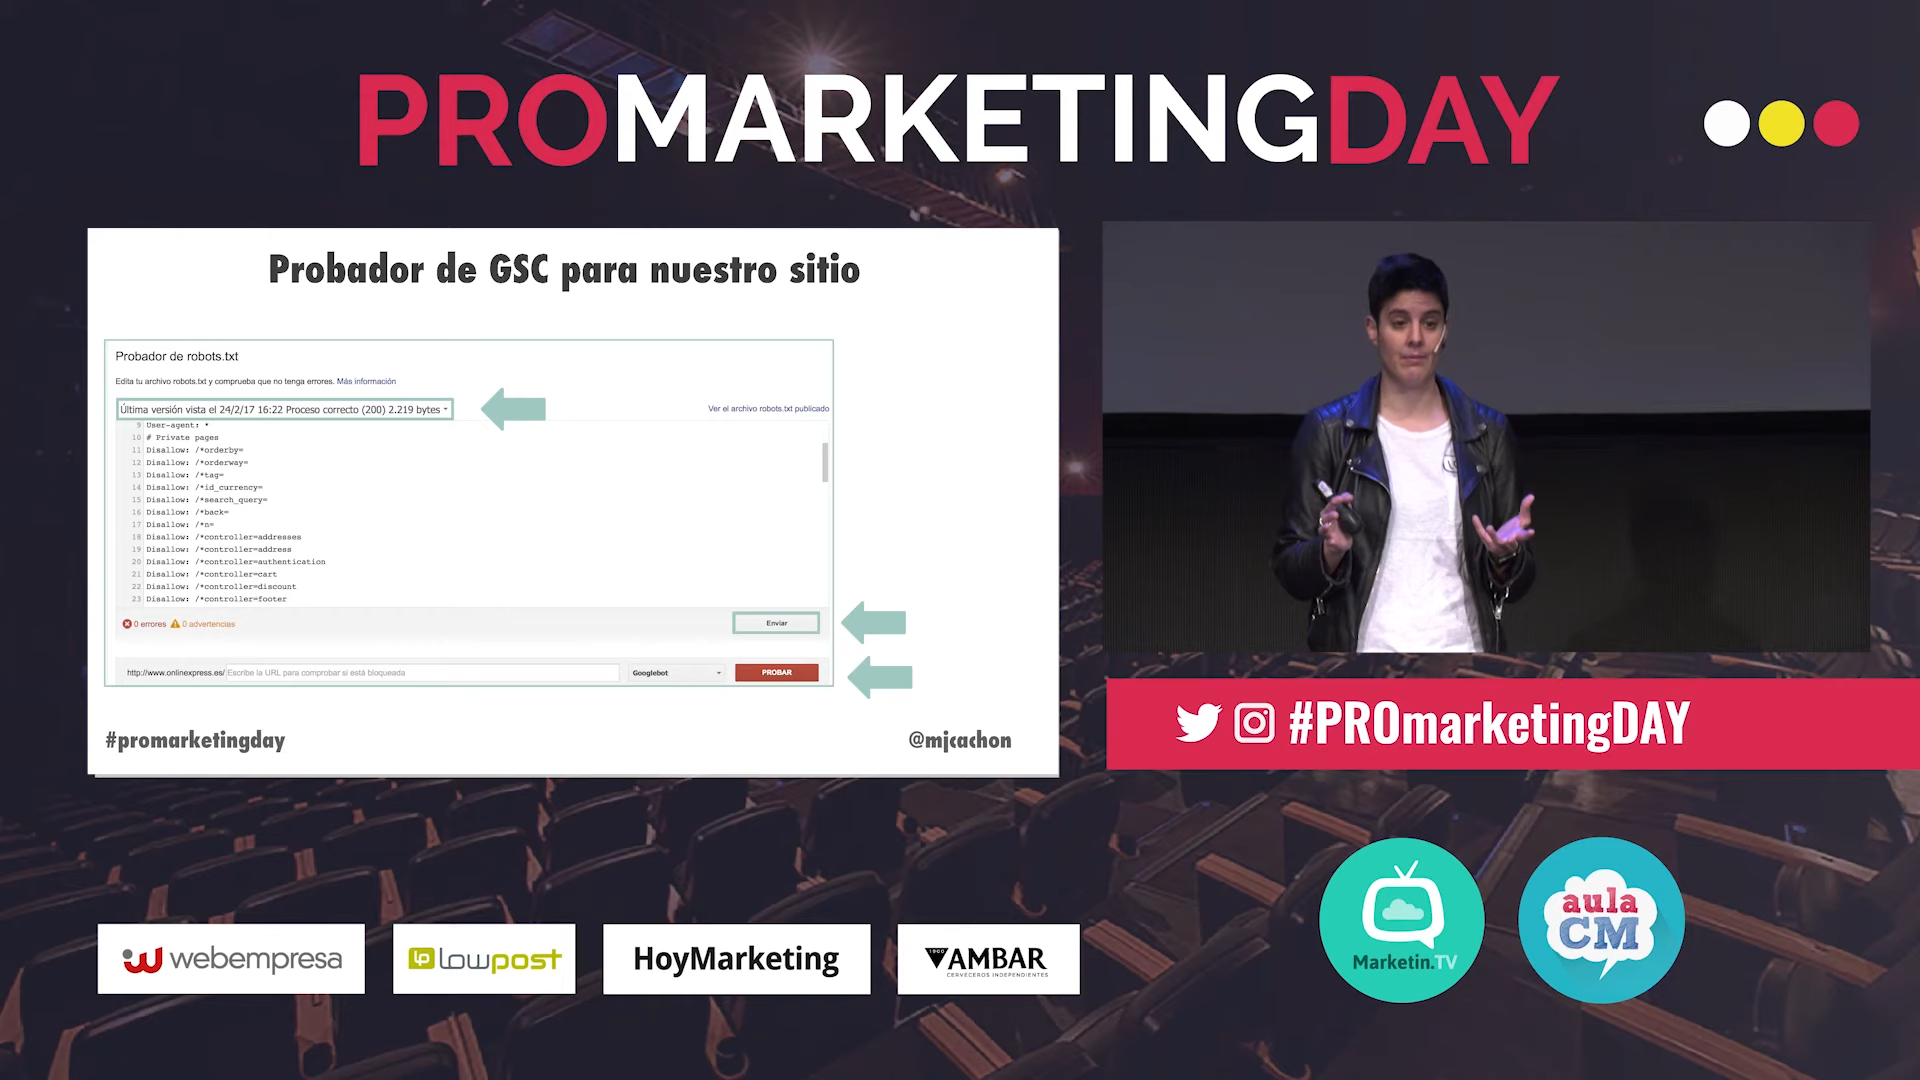 PROMARKETINGDAY
Probador de GSC para nuestro sitio
Probador de robots.txt
Edita tu archivo robots.txt y comprueba que no tenga errores. Más información
Última versión vista el 24/2/17 16:22 Proceso correcto (200) 2.219 bytes
Ver el archivo robots.txt publicado
9 User-agent: *
10 # Private pages
11 Disallow: /*orderby=
12 Disallow: /*orderway=
13 Disallow: /*tag=
14 Disallow: /*id_currency=
15 Disallow: /*search_query=
16 Disallow: /*back=
17 Disallow: /*n=
18 Disallow: /*controller=addresses
19 Disallow: /*controller=address
20 Disallow: /*controller=authentication
21 Disallow: /*controller=cart
22 Disallow: /*controller=discount
23 Disallow: /*controller=footer
0 errores 0 advertencias
Enviar
http://www.onlinexpress.es/ Escribe la URL para comprobar si está bloqueada
Googlebot
PROBAR
#promarketingday
@mjcachon
#PROmarketingDAY
webempresa
lp lowpost
HoyMarketing
AMBAR
CERVECEROS INDEPENDIENTES
Marketin.TV
aula
CM